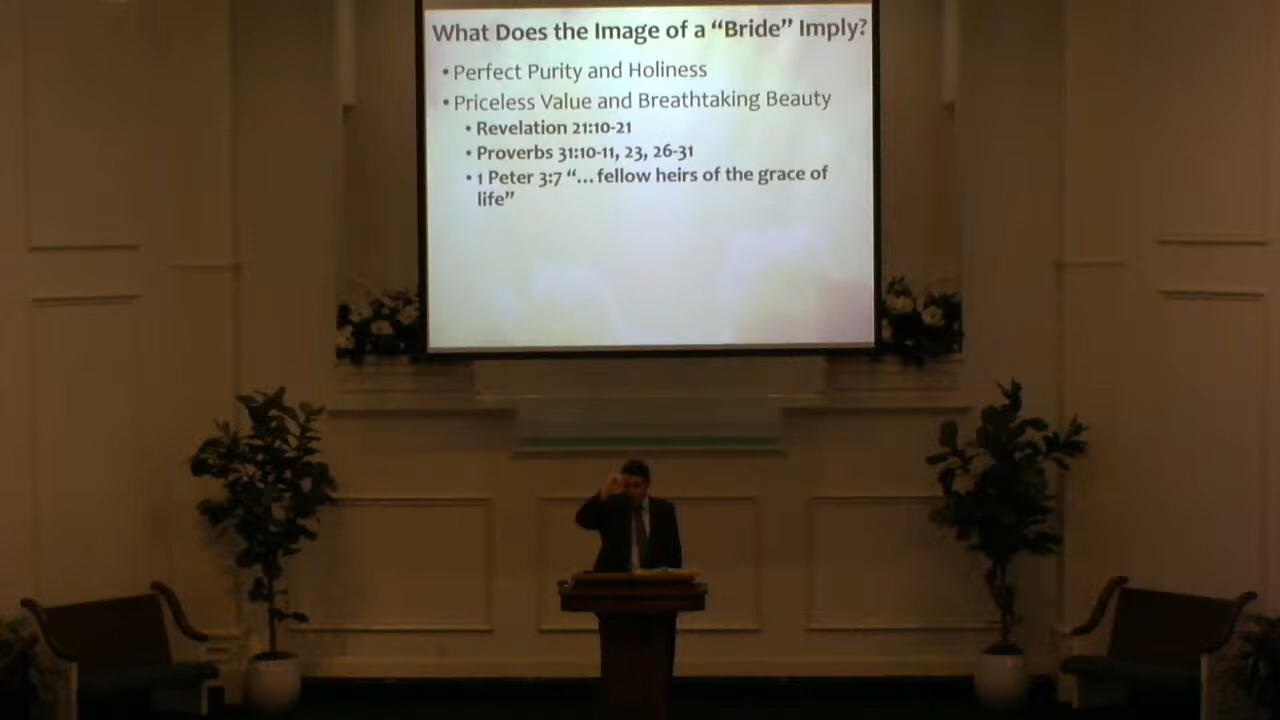 What Does the Image of a “Bride” Imply?
• Perfect Purity and Holiness
• Priceless Value and Breathtaking Beauty
• Revelation 21:10-21
• Proverbs 31:10-11, 23, 26-31
• 1 Peter 3:7 “...fellow heirs of the grace of
life”